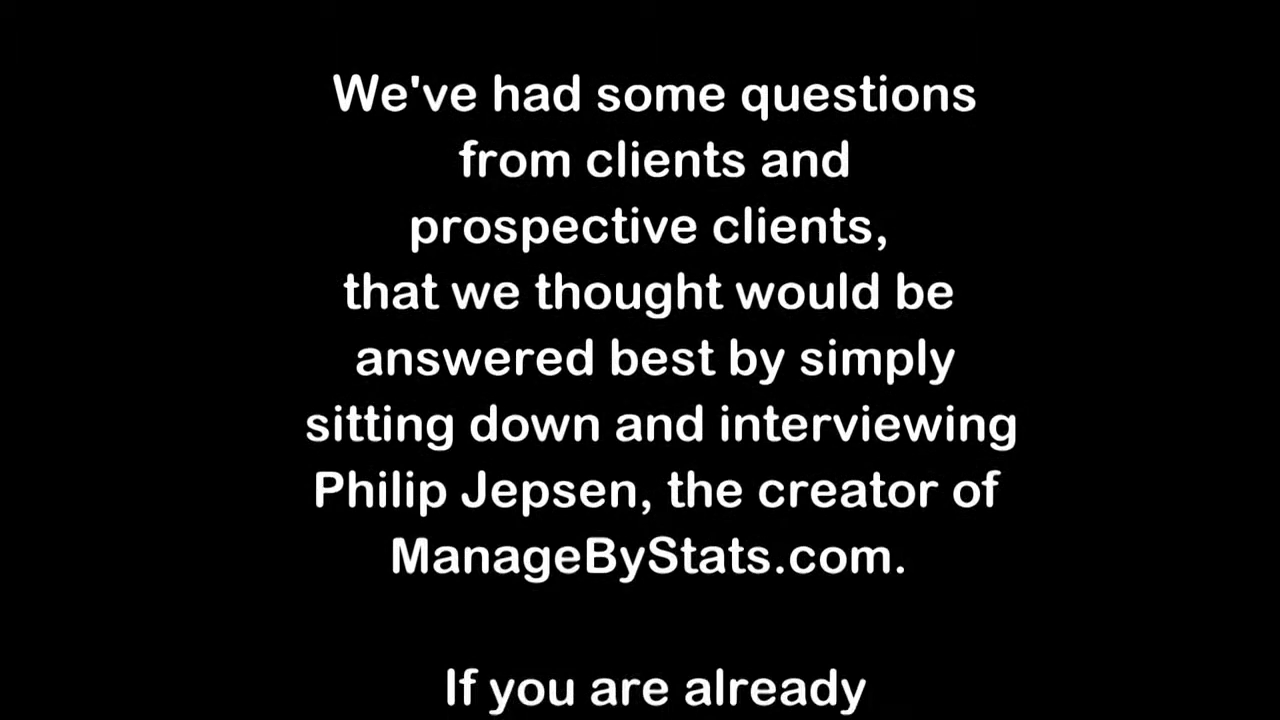 We've had some questions
from clients and
prospective clients,
that we thought would be
answered best by simply
sitting down and interviewing
Philip Jepsen, the creator of
ManageByStats.com.
If you are already